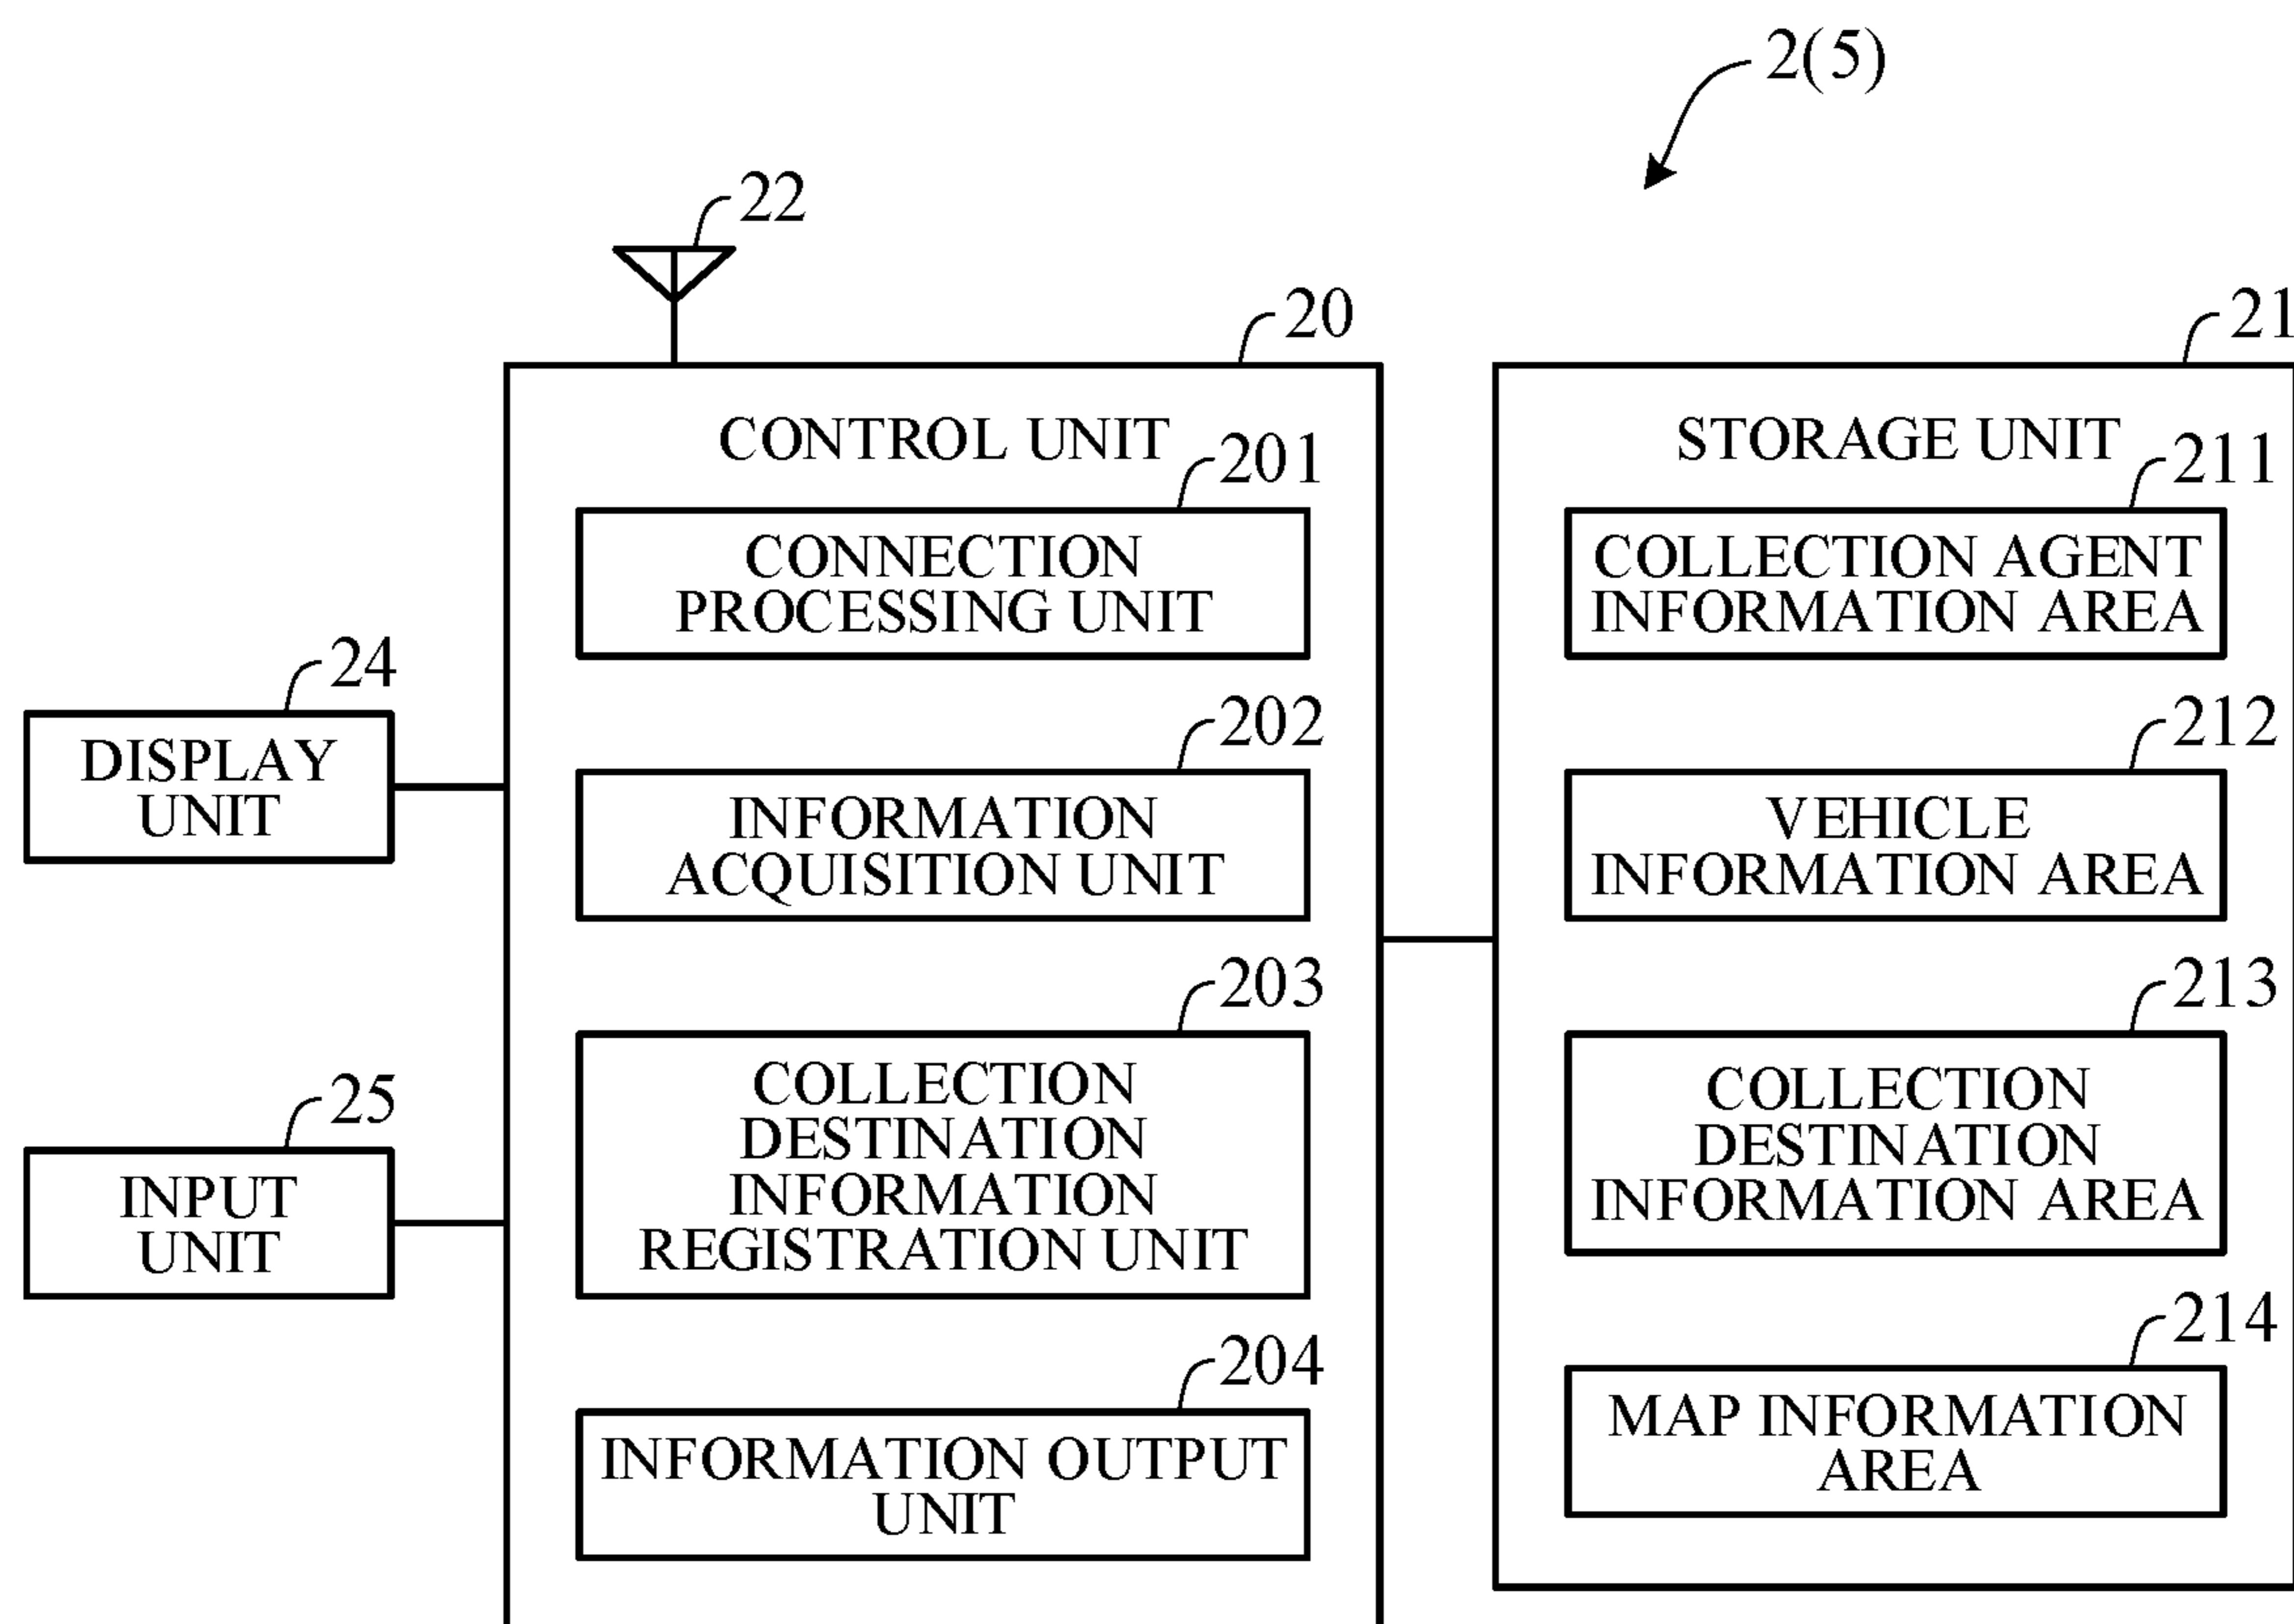 2(5)
22
20
21
CONTROL UNIT
201
CONNECTION
PROCESSING UNIT
202
INFORMATION
ACQUISITION UNIT
203
COLLECTION
DESTINATION
INFORMATION
REGISTRATION UNIT
204
INFORMATION OUTPUT
UNIT
24
DISPLAY
UNIT
25
INPUT
UNIT
STORAGE UNIT
211
COLLECTION AGENT
INFORMATION AREA
212
VEHICLE
INFORMATION AREA
213
COLLECTION
DESTINATION
INFORMATION AREA
214
MAP INFORMATION
AREA